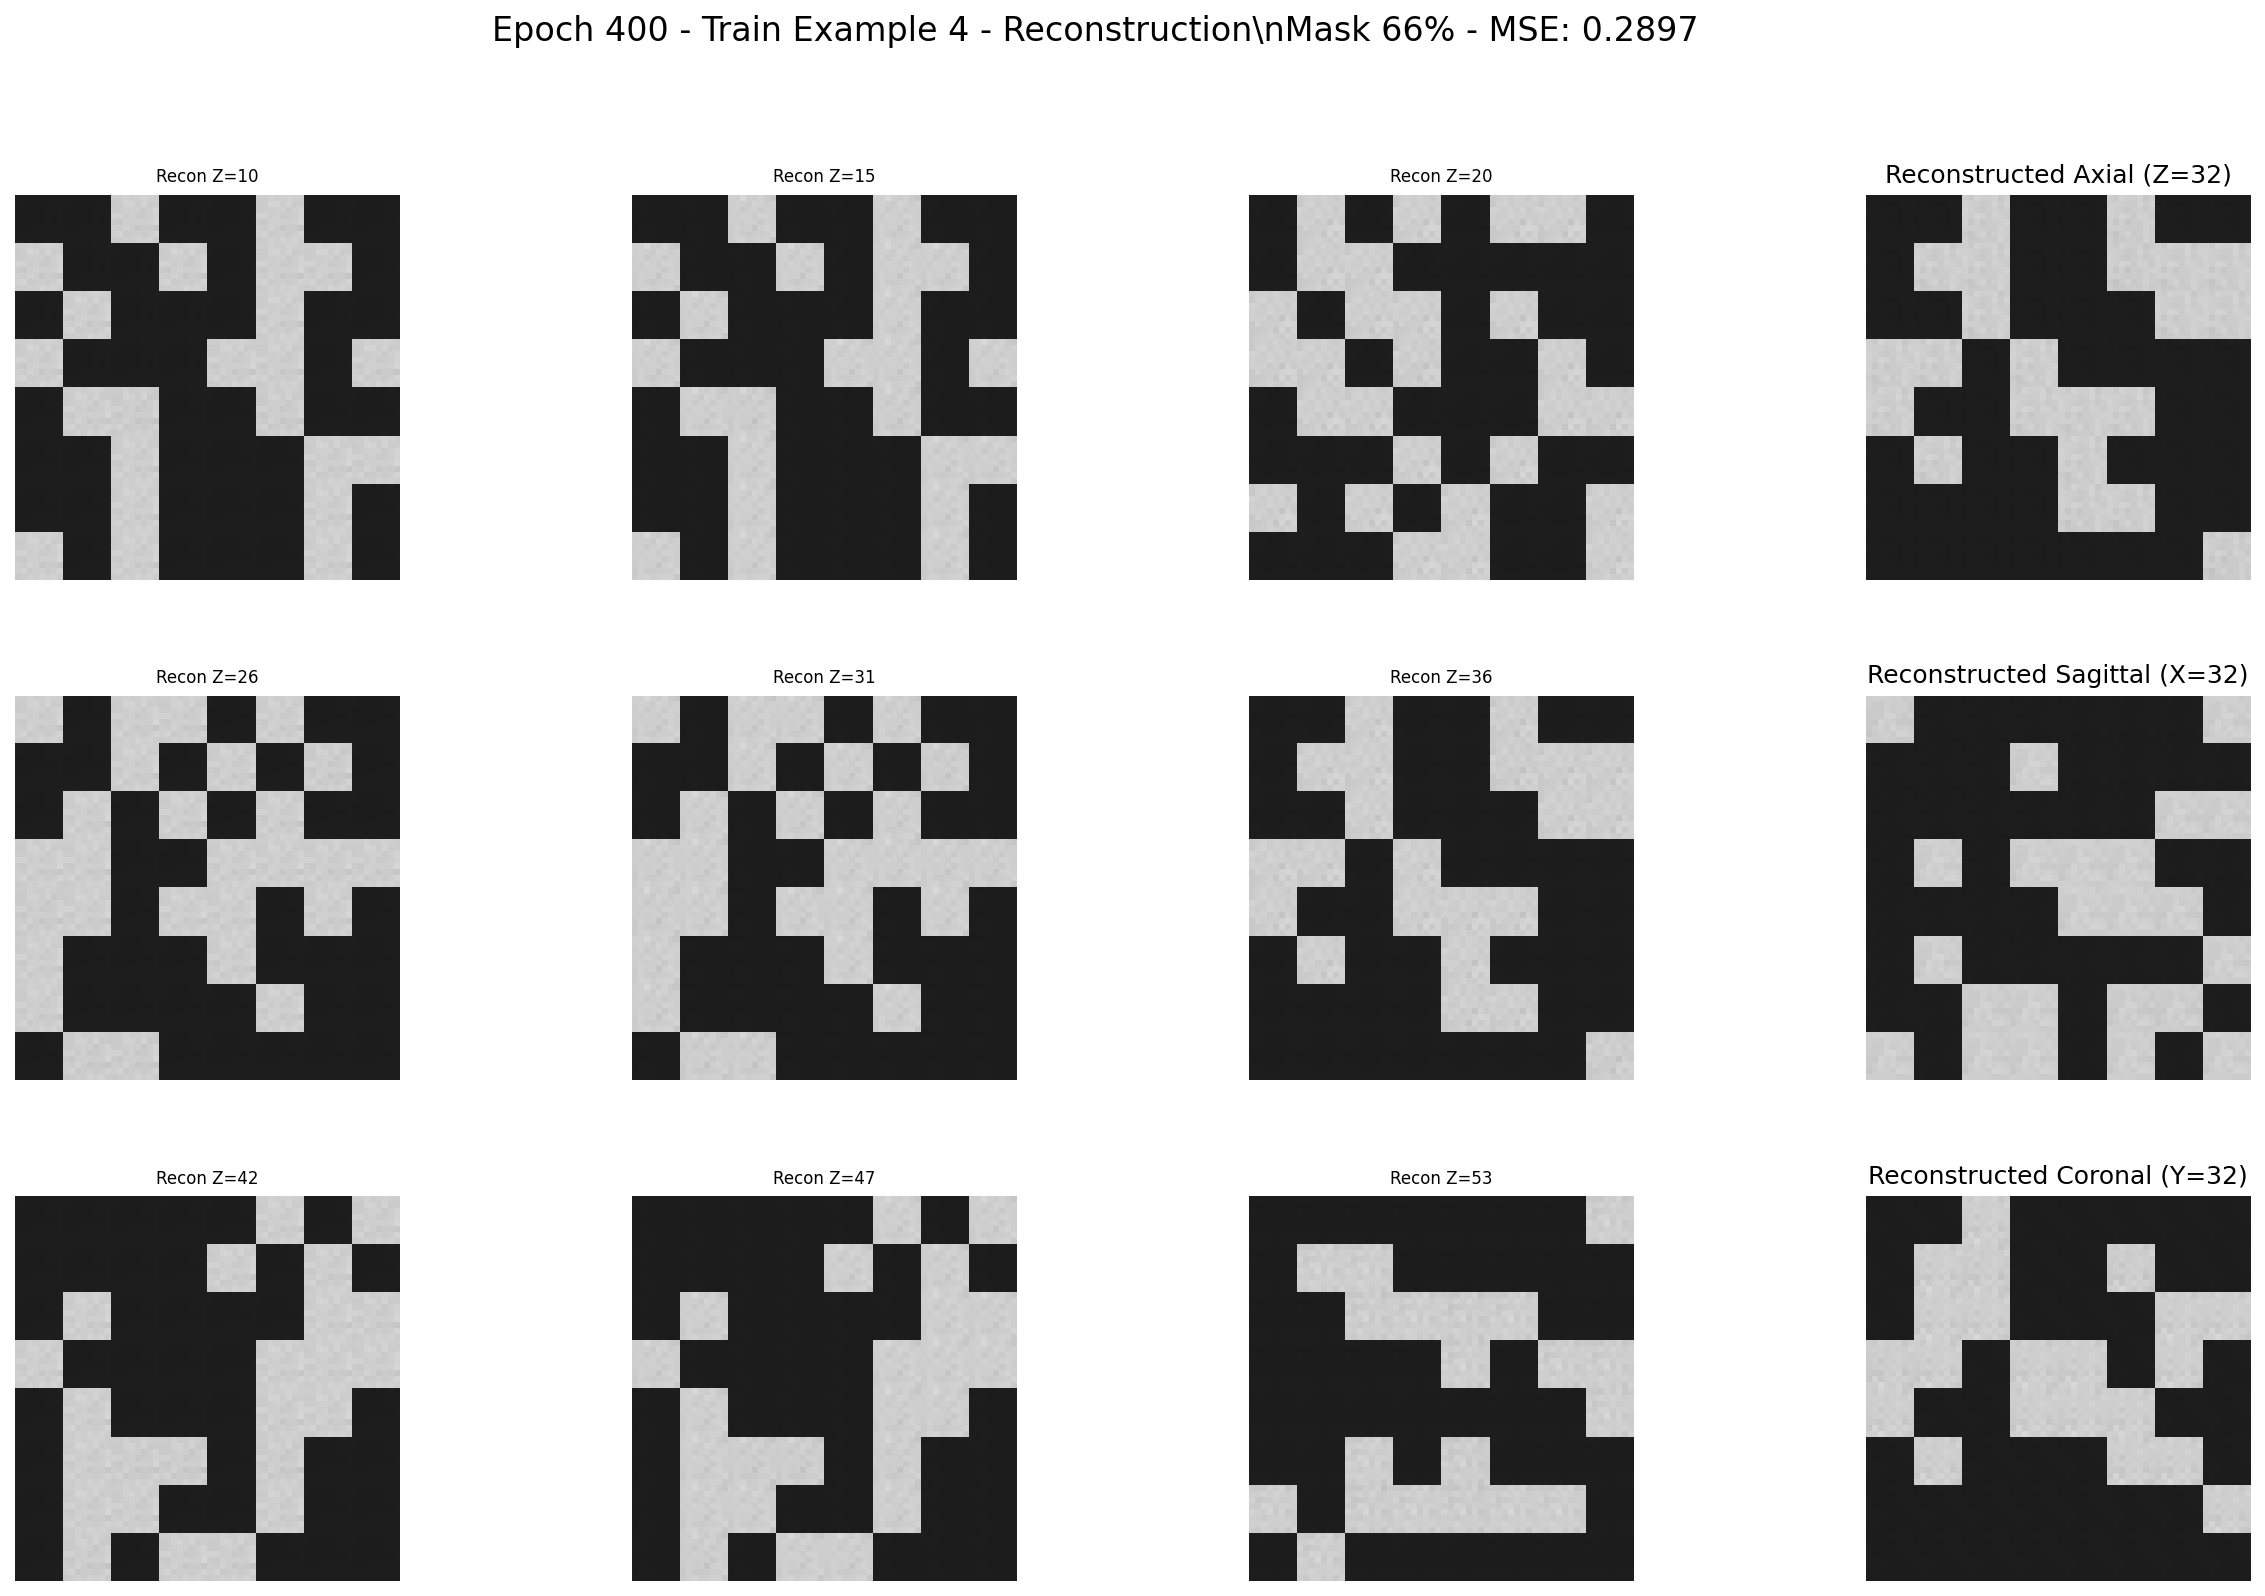 Epoch 400 - Train Example 4 - Reconstruction\nMask 66% - MSE: 0.2897
Recon Z=10
Recon Z=15
Recon Z=20
Reconstructed Axial (Z=32)
Recon Z=26
Recon Z=31
Recon Z=36
Reconstructed Sagittal (X=32)
Recon Z=42
Recon Z=47
Recon Z=53
Reconstructed Coronal (Y=32)